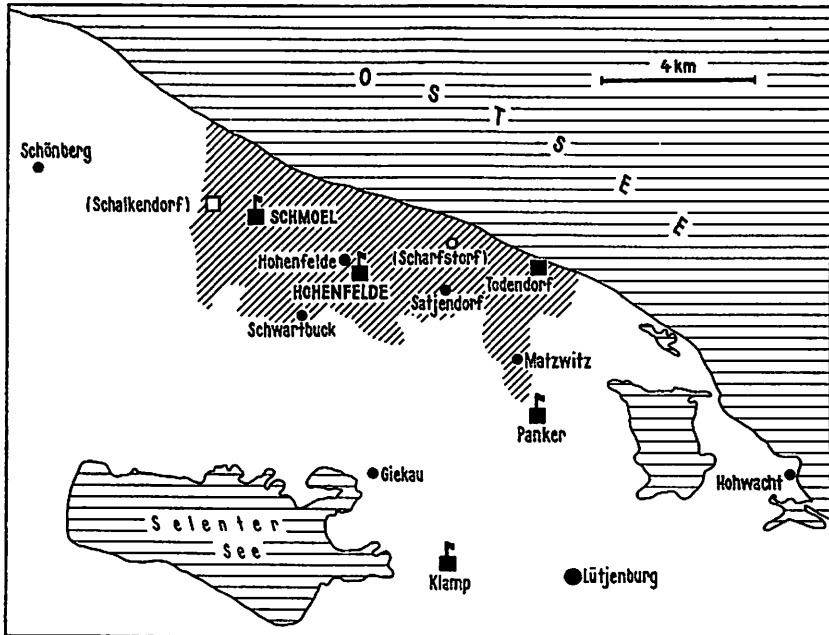 OSTSEE
4 km
Schönberg
(Schalkendorf)
SCHMOEL
Hohenfelde
(Scharfstorf)
HOHENFELDE
Todendorf
Satjendorf
Schwartbuck
Matzwitz
Panker
Giekau
Hohwacht
Selenter
See
Klamp
Lütjenburg